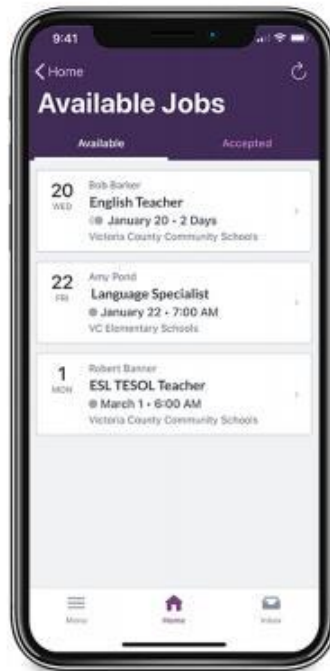 9:41
Home
Available Jobs
Available Accepted
20
WED
Bob Barker
English Teacher
January 20 - 2 Days
Victoria County Community Schools
22
FRI
Amy Pond
Language Specialist
January 22 - 7:00 AM
VC Elementary Schools
1
MON
Robert Banner
ESL TESOL Teacher
March 1 - 6:00 AM
Victoria County Community Schools
Menu Home Inbox